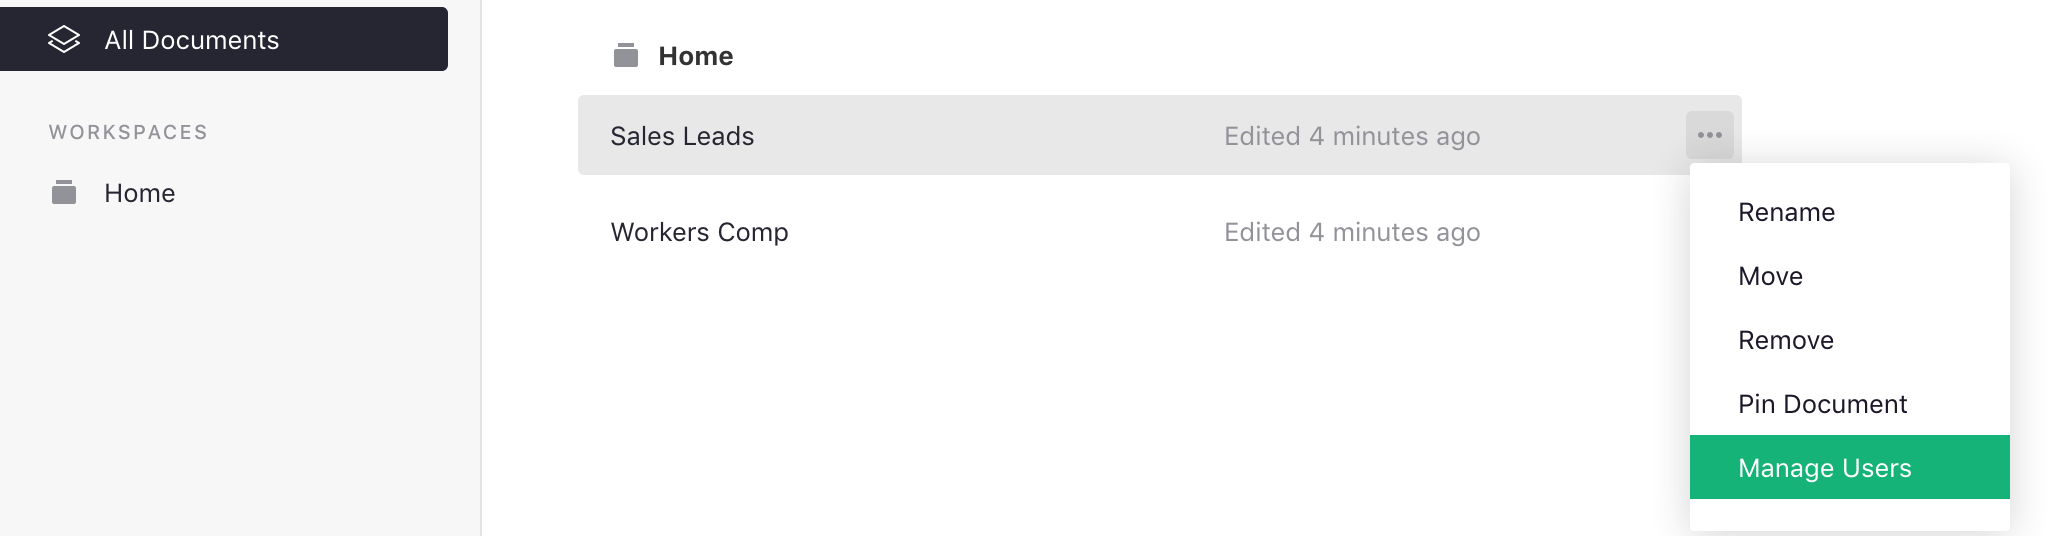 All Documents
WORKSPACES
Home
Home
Sales Leads Edited 4 minutes ago
Workers Comp Edited 4 minutes ago
Rename
Move
Remove
Pin Document
Manage Users